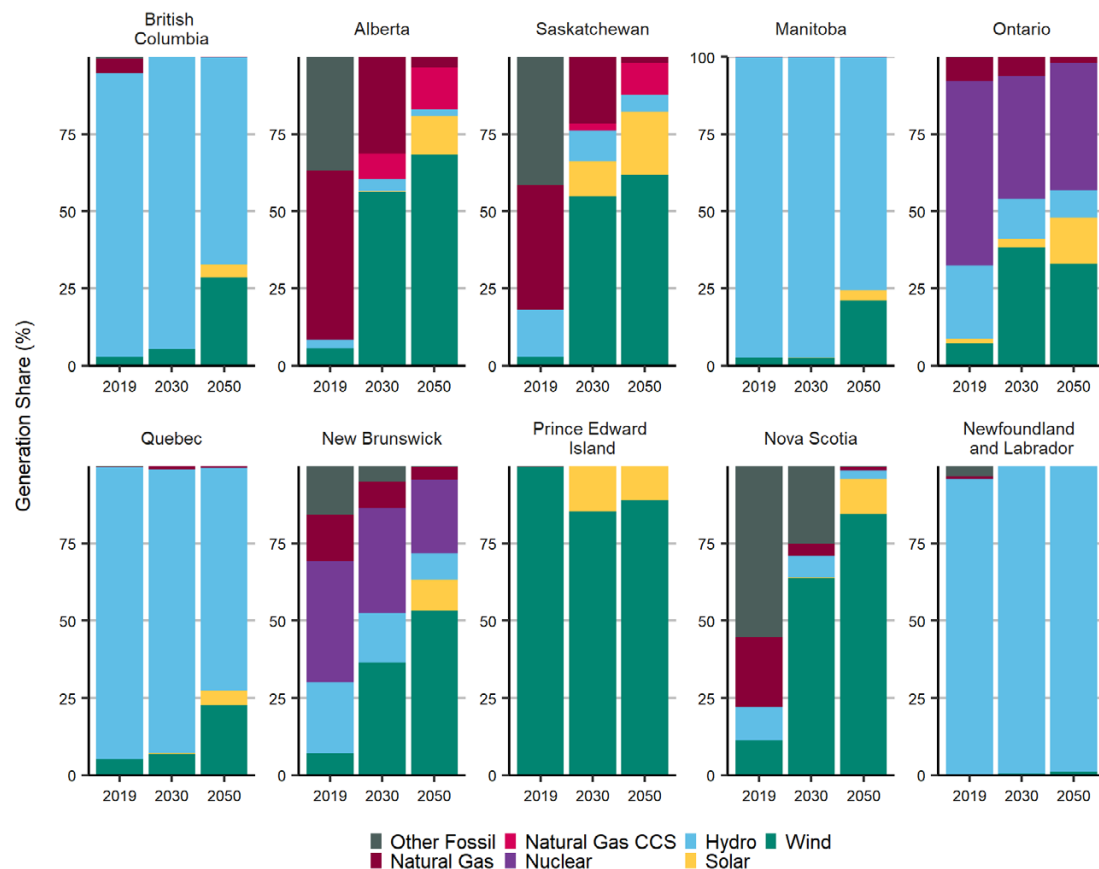 British
Columbia
Alberta
Saskatchewan
Manitoba
Ontario
100
75
75
75
75
75
50
50
50
50
50
25
25
25
25
25
0
0
0
0
0
2019 2030 2050
2019 2030 2050
2019 2030 2050
2019 2030 2050
2019 2030 2050
Generation Share (%)
Quebec
New Brunswick
Prince Edward
Island
Nova Scotia
Newfoundland
and Labrador
75
75
75
75
75
50
50
50
50
50
25
25
25
25
25
0
0
0
0
0
2019 2030 2050
2019 2030 2050
2019 2030 2050
2019 2030 2050
2019 2030 2050
Other Fossil Natural Gas CCS Hydro Wind
Natural Gas Nuclear Solar